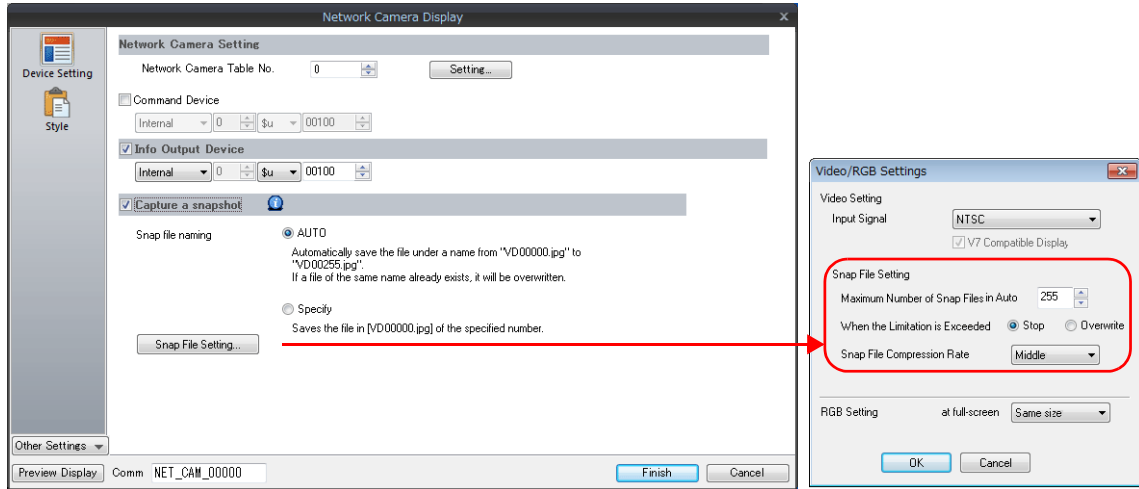 Network Camera Display
Device Setting
Style
Network Camera Setting
Network Camera Table No. 0 Setting...
Command Device
Internal 0 $u 00100
Info Output Device
Internal 0 $u 00100
Capture a snapshot
Snap file naming AUTO
Automatically save the file under a name from "VD00000.jpg" to
"VD00255.jpg".
If a file of the same name already exists, it will be overwritten.
Specify
Saves the file in [VD00000.jpg] of the specified number.
Snap File Setting...
Other Settings
Preview Display Comm NET_CAM_00000 Finish Cancel
Video/RGB Settings
Video Setting
Input Signal NTSC
V7 Compatible Display
Snap File Setting
Maximum Number of Snap Files in Auto 255
When the Limitation is Exceeded Stop Overwrite
Snap File Compression Rate Middle
RGB Setting at full-screen Same size
OK Cancel